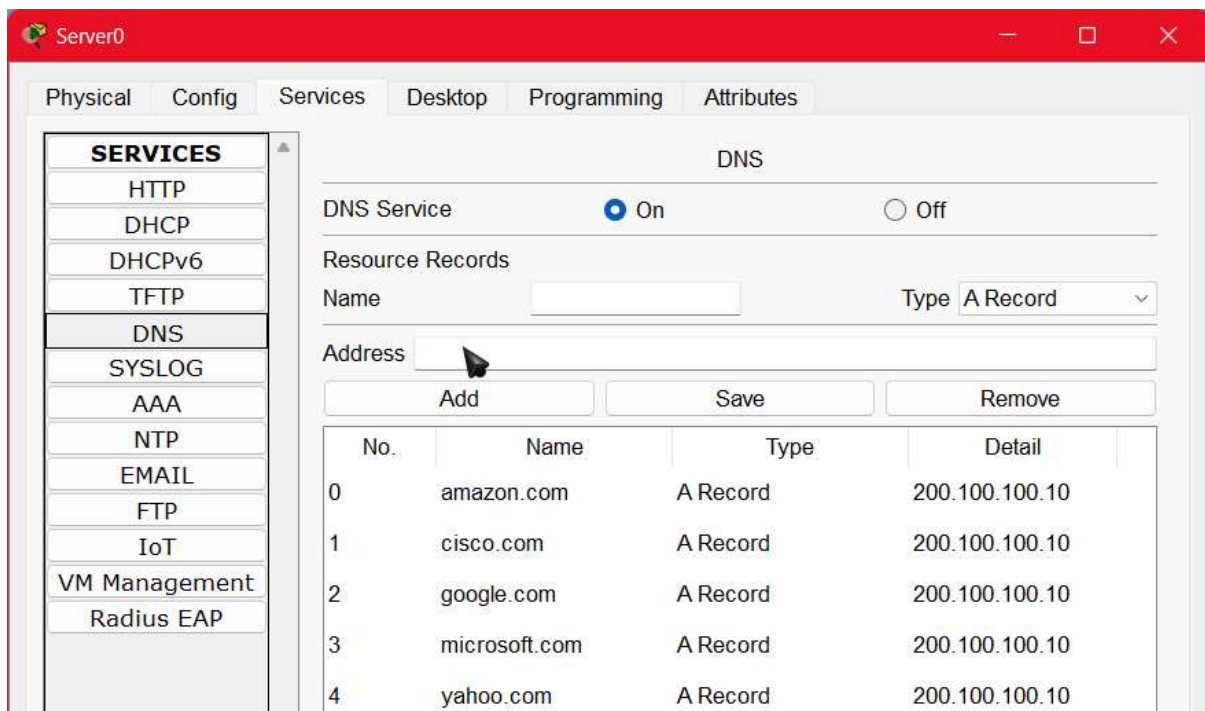 Server0
Physical Config Services Desktop Programming Attributes
SERVICES
HTTP
DHCP
DHCPv6
TFTP
DNS
SYSLOG
AAA
NTP
EMAIL
FTP
IoT
VM Management
Radius EAP
DNS
DNS Service On Off
Resource Records
Name Type A Record
Address
Add Save Remove
No. Name Type Detail
0 amazon.com A Record 200.100.100.10
1 cisco.com A Record 200.100.100.10
2 google.com A Record 200.100.100.10
3 microsoft.com A Record 200.100.100.10
4 yahoo.com A Record 200.100.100.10